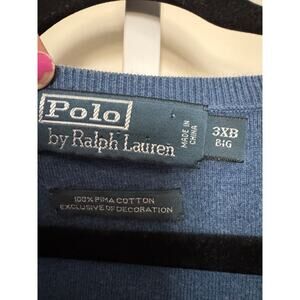 Polo
by Ralph Lauren
MADE IN
CHINA
3XB
BIG
100% PIMA COTTON
EXCLUSIVE OF DECORATION